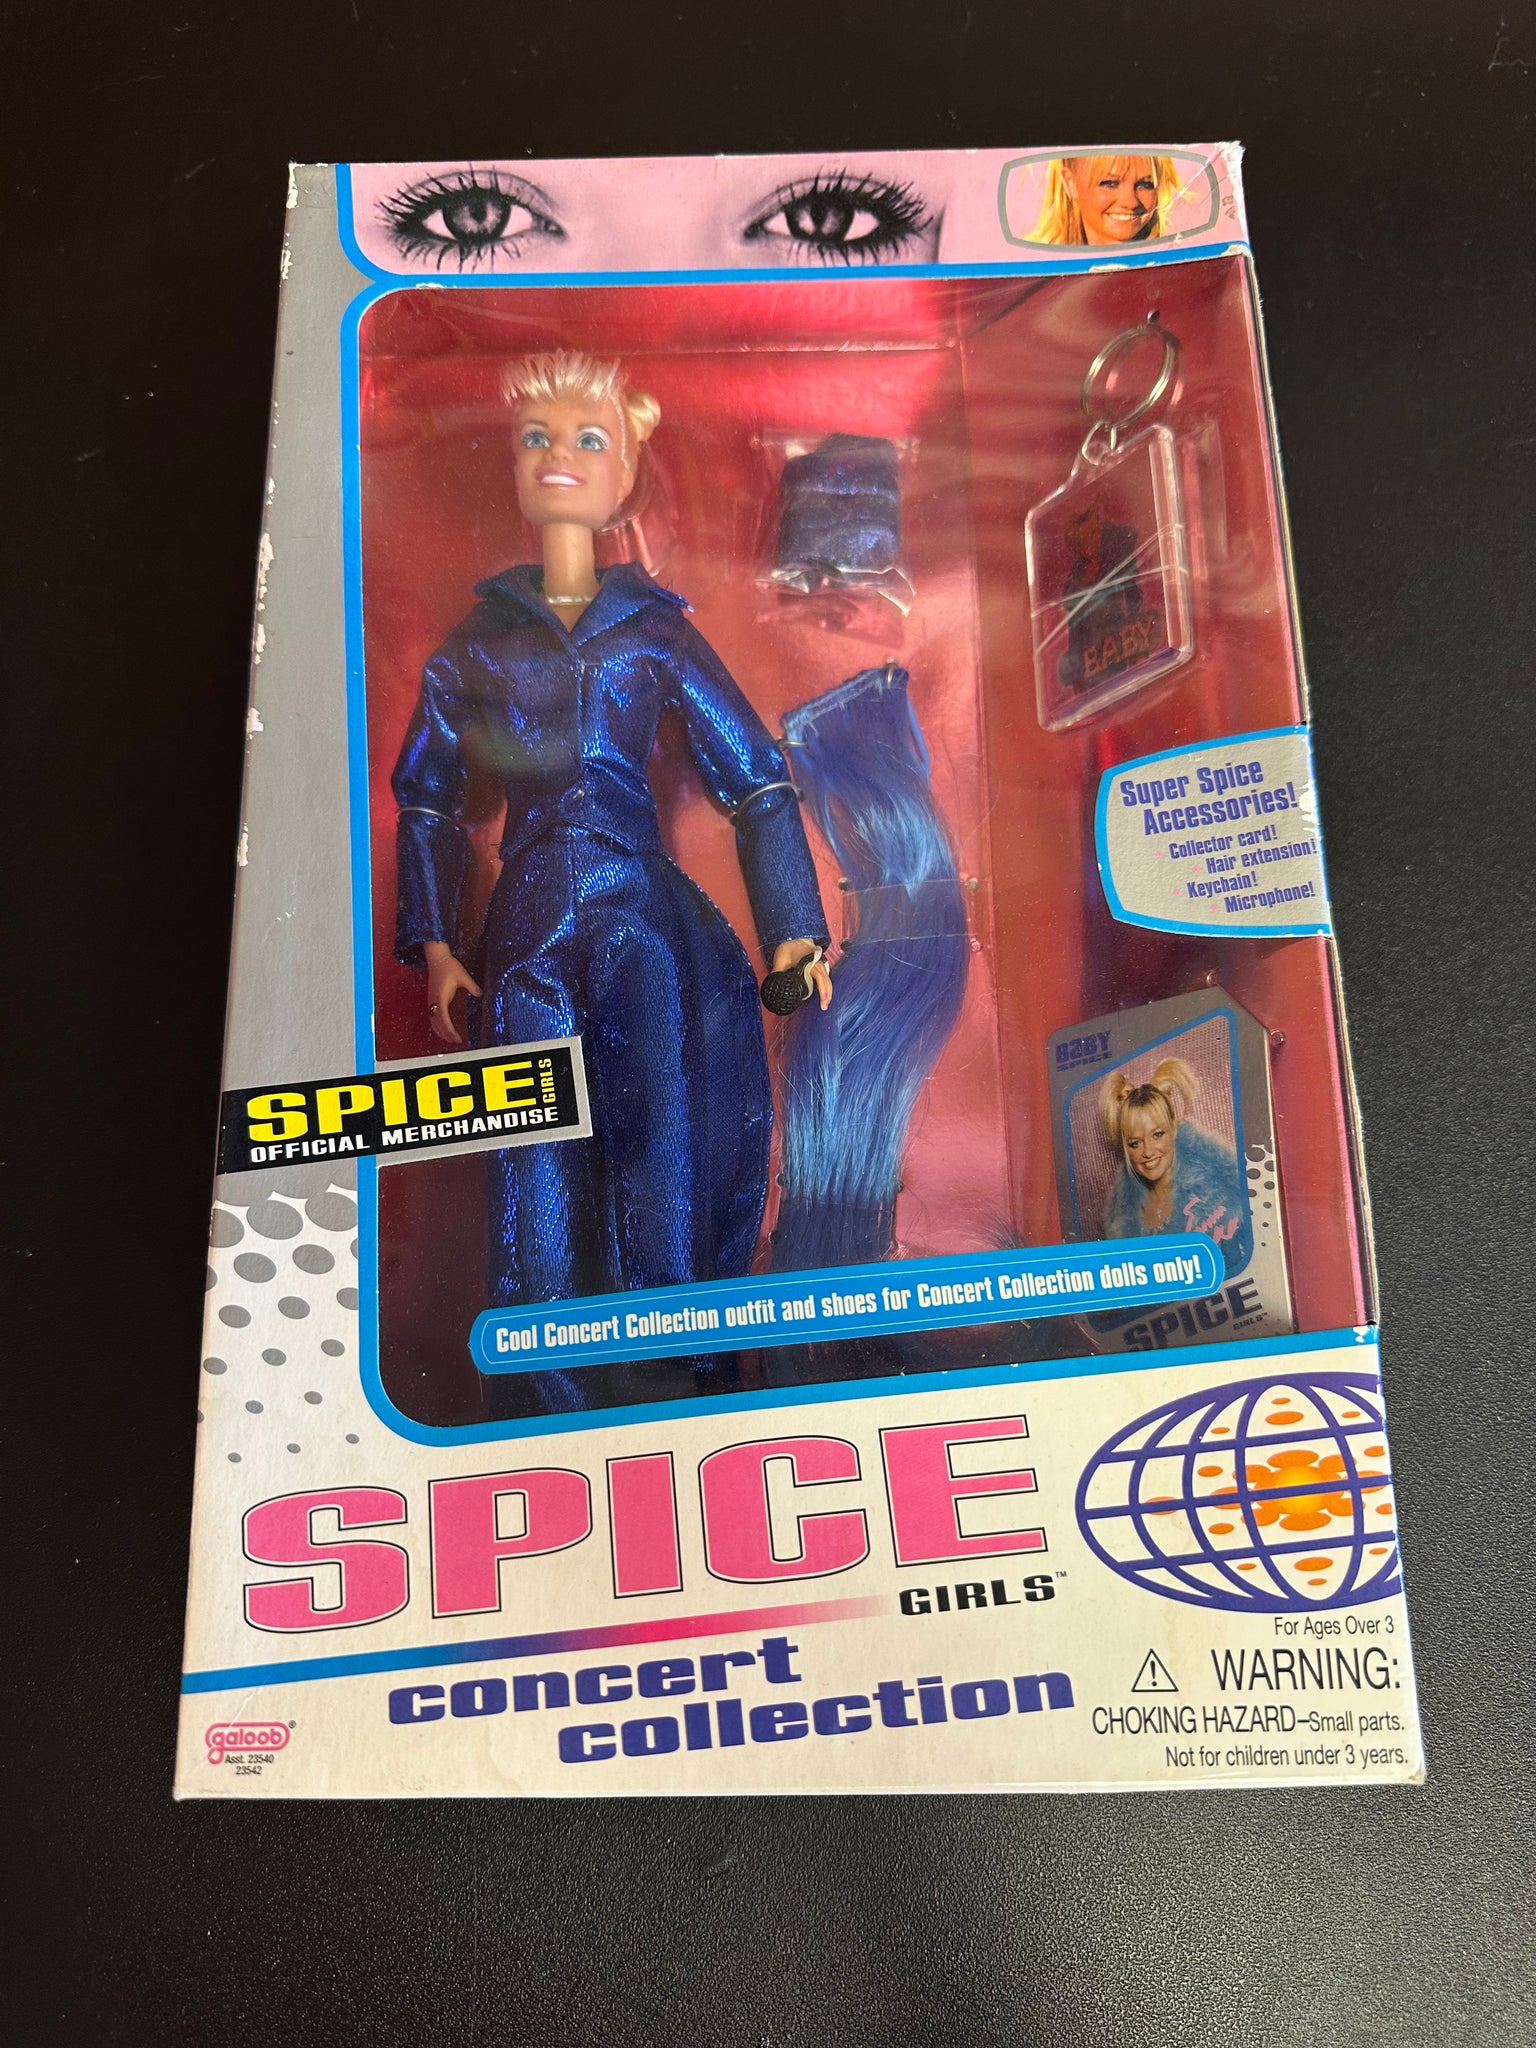 BABY
Super Spice
Accessories!
Collector card!
Hair extension!
Keychain!
Microphone!
BABY
SPICE
SPICE GIRLS
OFFICIAL MERCHANDISE
Cool Concert Collection outfit and shoes for Concert Collection dolls only!
SPICE
GIRLS™
SPICE
GIRLS™
concert
collection
galoob®
Asst. 23540
23542
For Ages Over 3
⚠ WARNING:
CHOKING HAZARD–Small parts.
Not for children under 3 years.